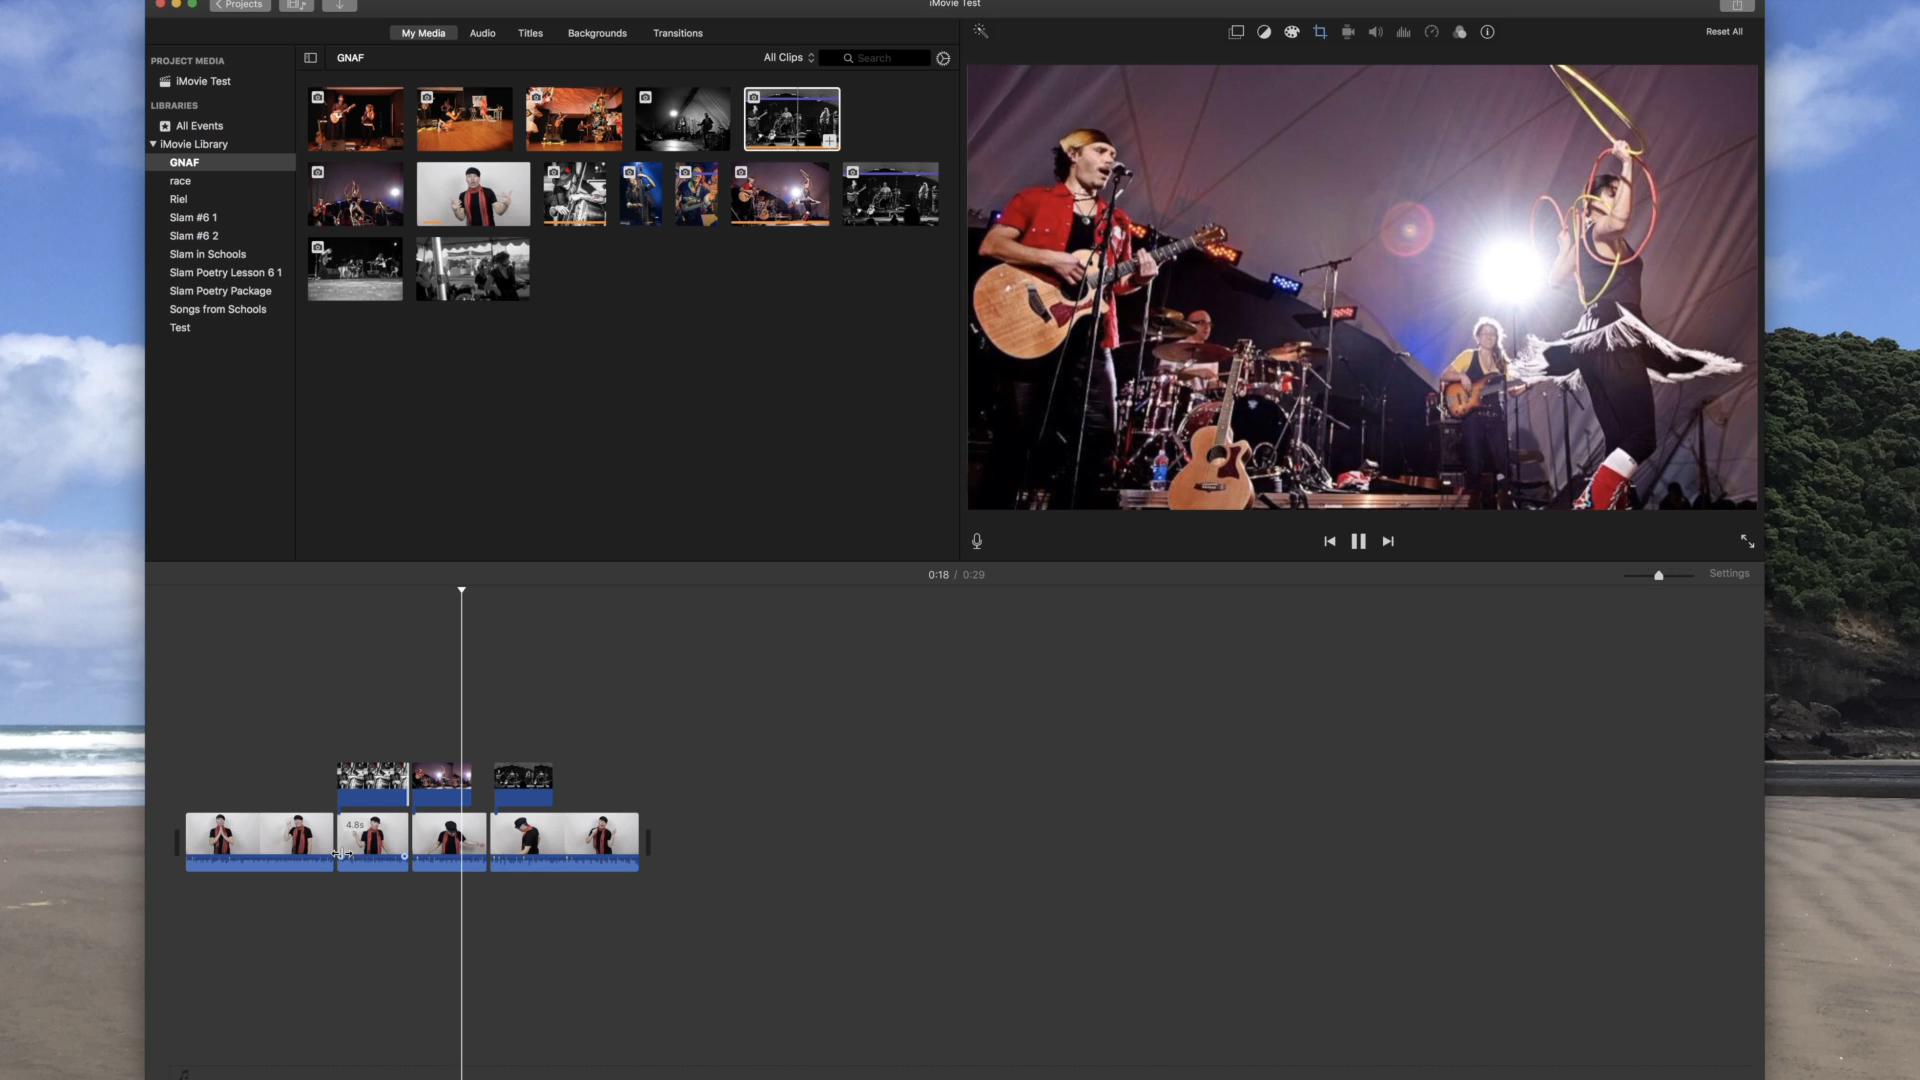 iMovie Test
Projects
My Media
Audio
Titles
Backgrounds
Transitions
Reset All
PROJECT MEDIA
iMovie Test
LIBRARIES
All Events
iMovie Library
GNAF
race
Riel
Slam #6 1
Slam #6 2
Slam in Schools
Slam Poetry Lesson 6 1
Slam Poetry Package
Songs from Schools
Test
GNAF
All Clips
Search
0:18 / 0:29
Settings
4.8s